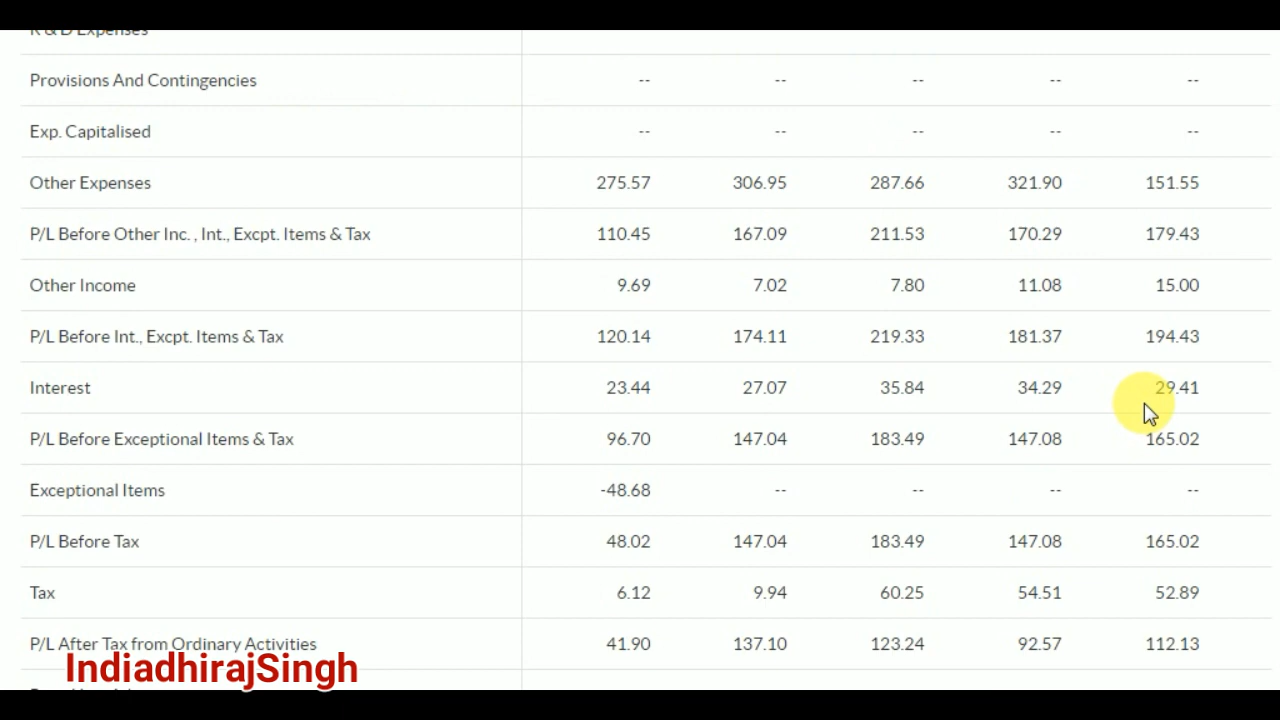 R & D Expenses
Provisions And Contingencies -- -- -- -- --
Exp. Capitalised -- -- -- -- --
Other Expenses 275.57 306.95 287.66 321.90 151.55
P/L Before Other Inc. , Int., Excpt. Items & Tax 110.45 167.09 211.53 170.29 179.43
Other Income 9.69 7.02 7.80 11.08 15.00
P/L Before Int., Excpt. Items & Tax 120.14 174.11 219.33 181.37 194.43
Interest 23.44 27.07 35.84 34.29 29.41
P/L Before Exceptional Items & Tax 96.70 147.04 183.49 147.08 165.02
Exceptional Items -48.68 -- -- -- --
P/L Before Tax 48.02 147.04 183.49 147.08 165.02
Tax 6.12 9.94 60.25 54.51 52.89
P/L After Tax from Ordinary Activities 41.90 137.10 123.24 92.57 112.13
IndiadhirajSingh